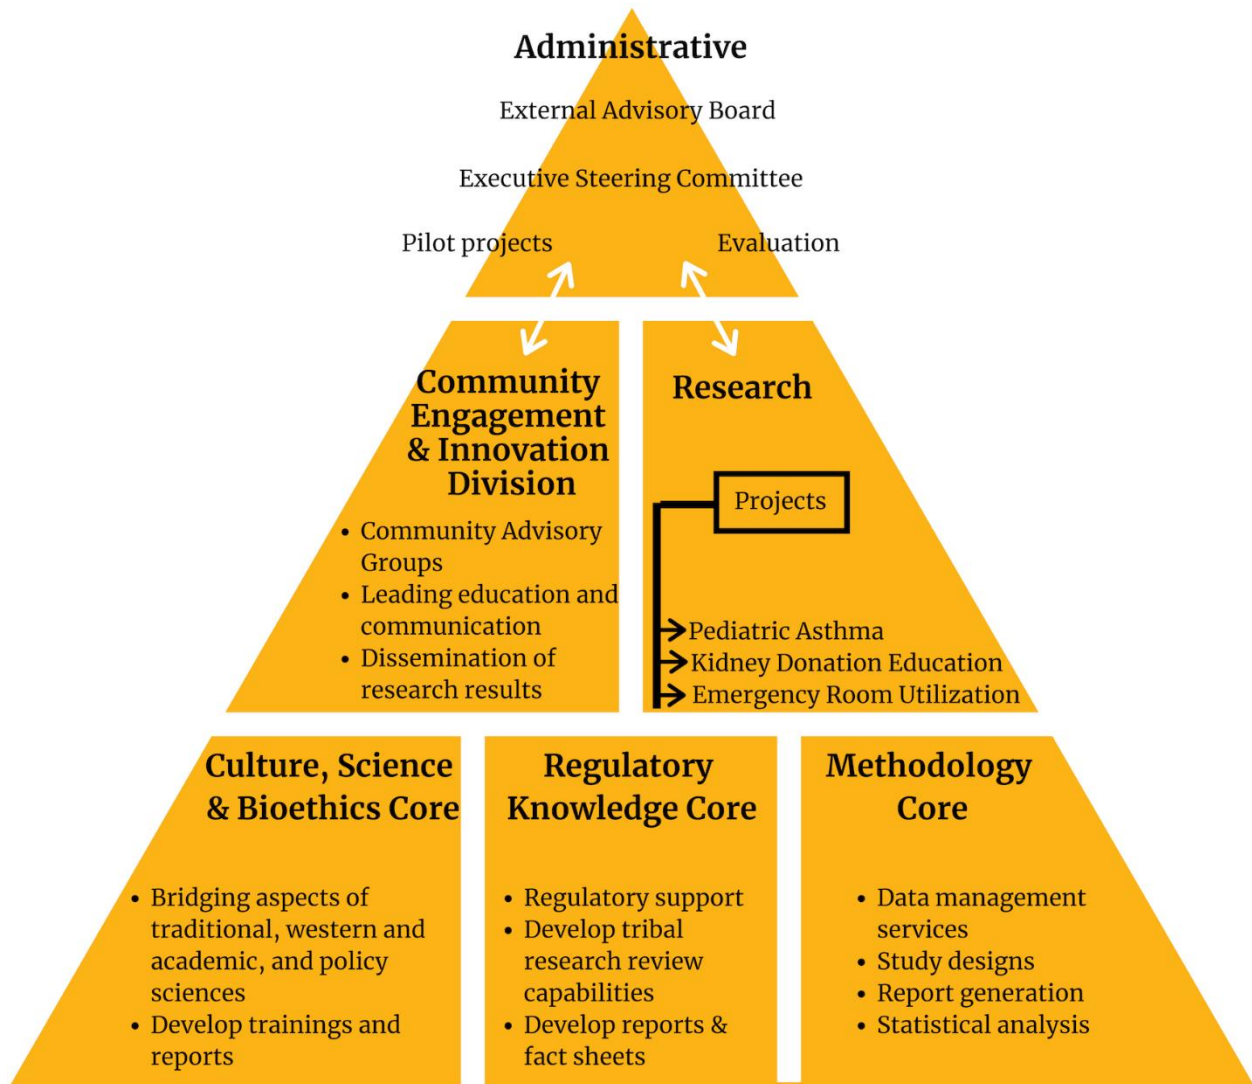 Administrative
External Advisory Board
Executive Steering Committee
Pilot projects
Evaluation
Community
Engagement
& Innovation
Division
• Community Advisory
Groups
• Leading education and
communication
• Dissemination of
research results
Research
Projects
Pediatric Asthma
Kidney Donation Education
Emergency Room Utilization
Culture, Science
& Bioethics Core
• Bridging aspects of
traditional, western and
academic, and policy
sciences
• Develop trainings and
reports
Regulatory
Knowledge Core
• Regulatory support
• Develop tribal
research review
capabilities
• Develop reports &
fact sheets
Methodology
Core
• Data management
services
• Study designs
• Report generation
• Statistical analysis